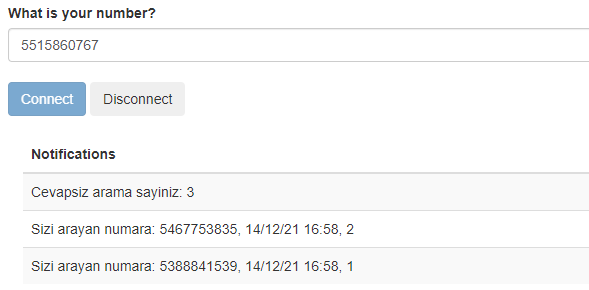 What is your number?
5515860767
Connect Disconnect
Notifications
Cevapsiz arama sayiniz: 3
Sizi arayan numara: 5467753835, 14/12/21 16:58, 2
Sizi arayan numara: 5388841539, 14/12/21 16:58, 1